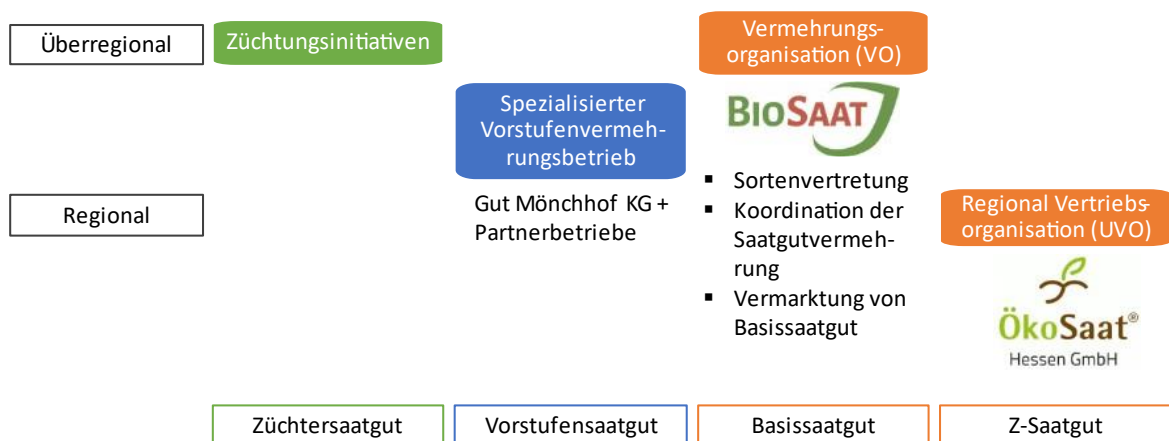 Überregional
Züchtungsinitiativen
Vermehrungs-
organisation (VO)
Spezialisierter
Vorstufenvermeh-
rungsbetrieb
BIOSAAT
Regional
Gut Mönchhof KG +
Partnerbetriebe
▪ Sortenvertretung
▪ Koordination der
Saatgutvermeh-
rung
▪ Vermarktung von
Basissaatgut
Regional Vertriebs-
organisation (UVO)
ÖkoSaat®
Hessen GmbH
Züchtersaatgut
Vorstufensaatgut
Basissaatgut
Z-Saatgut